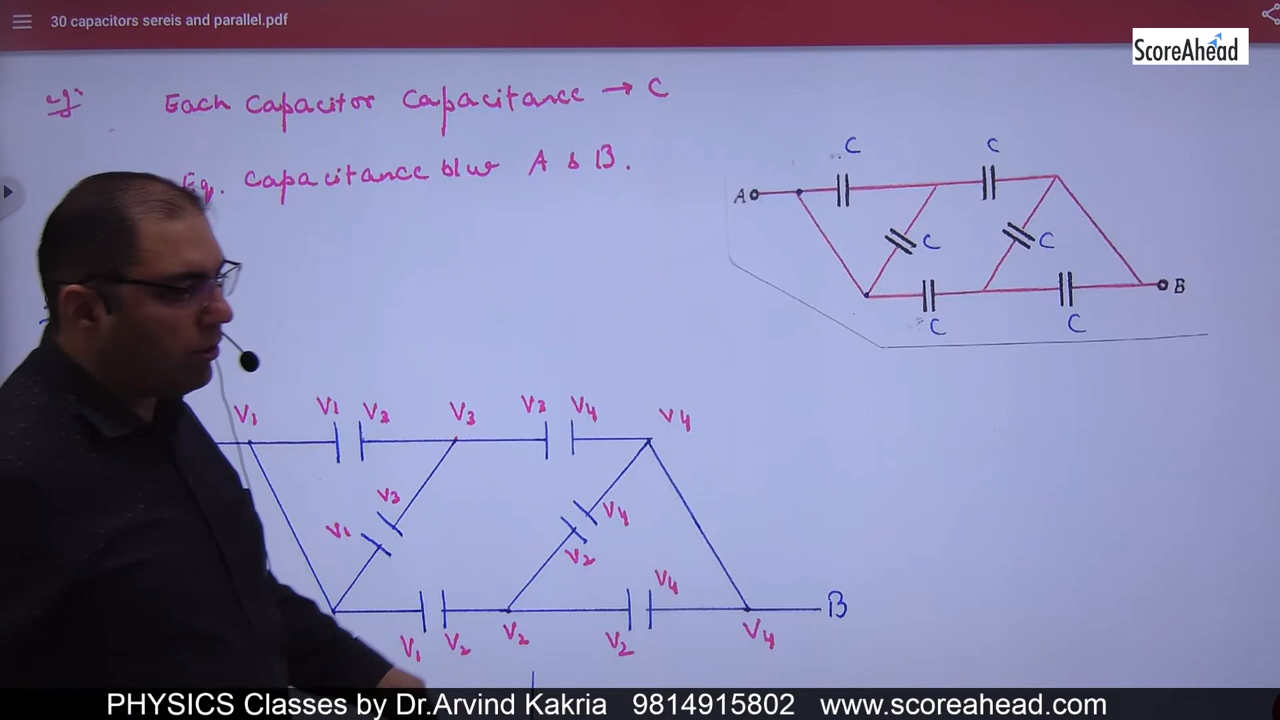 30 capacitors sereis and parallel.pdf
ScoreAhead
eg:
Each Capacitor Capacitance → C
Eq. Capacitance b/w A & B.
C C
A
C C
B
C C
V1 V1 V3 V3 V3 V4 V4
V3
V1 V4
V2
V4
B
V1 V2 V2 V2 V4
PHYSICS Classes by Dr.Arvind Kakria 9814915802 www.scoreahead.com